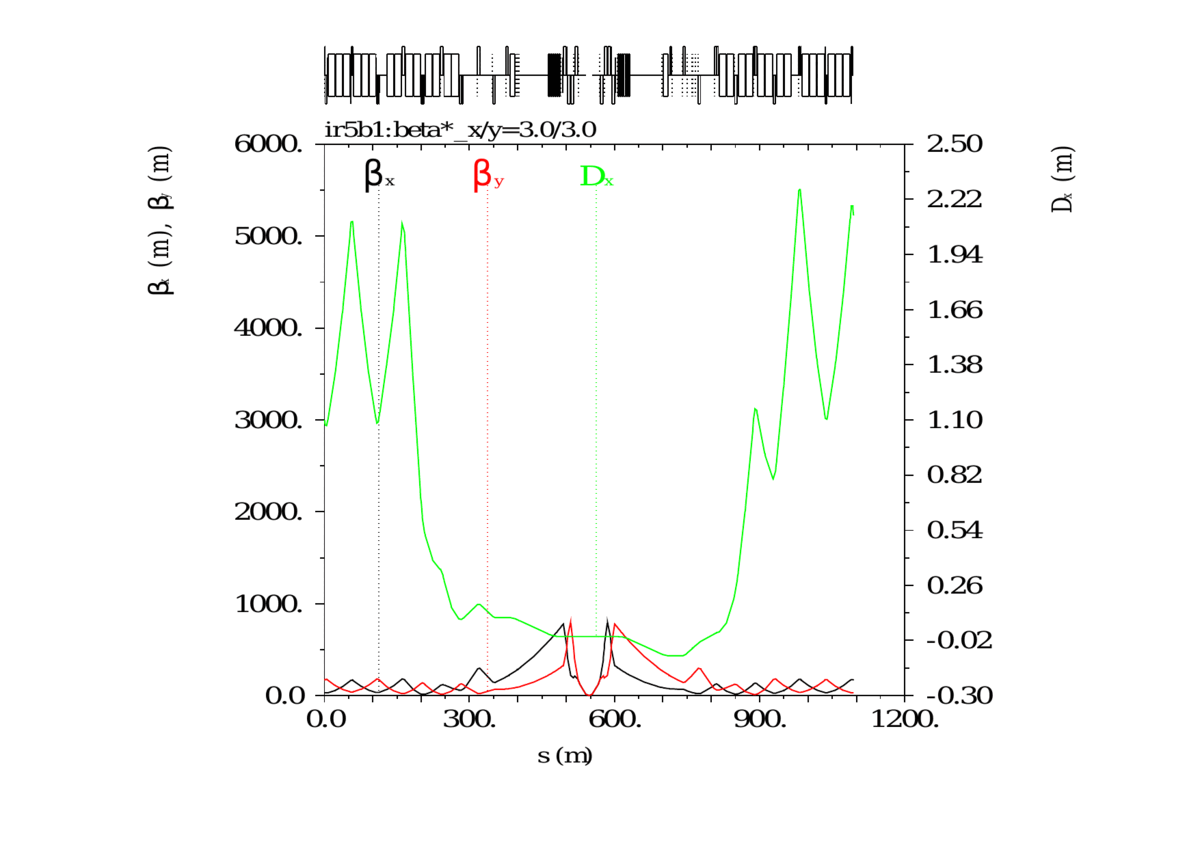 ir5b1:beta*_x/y=3.0/3.0
βx (m), βy (m)
Dx (m)
βx
βy
Dx
6000.
5000.
4000.
3000.
2000.
1000.
0.0
2.50
2.22
1.94
1.66
1.38
1.10
0.82
0.54
0.26
-0.02
-0.30
0.0 300. 600. 900. 1200.
s (m)